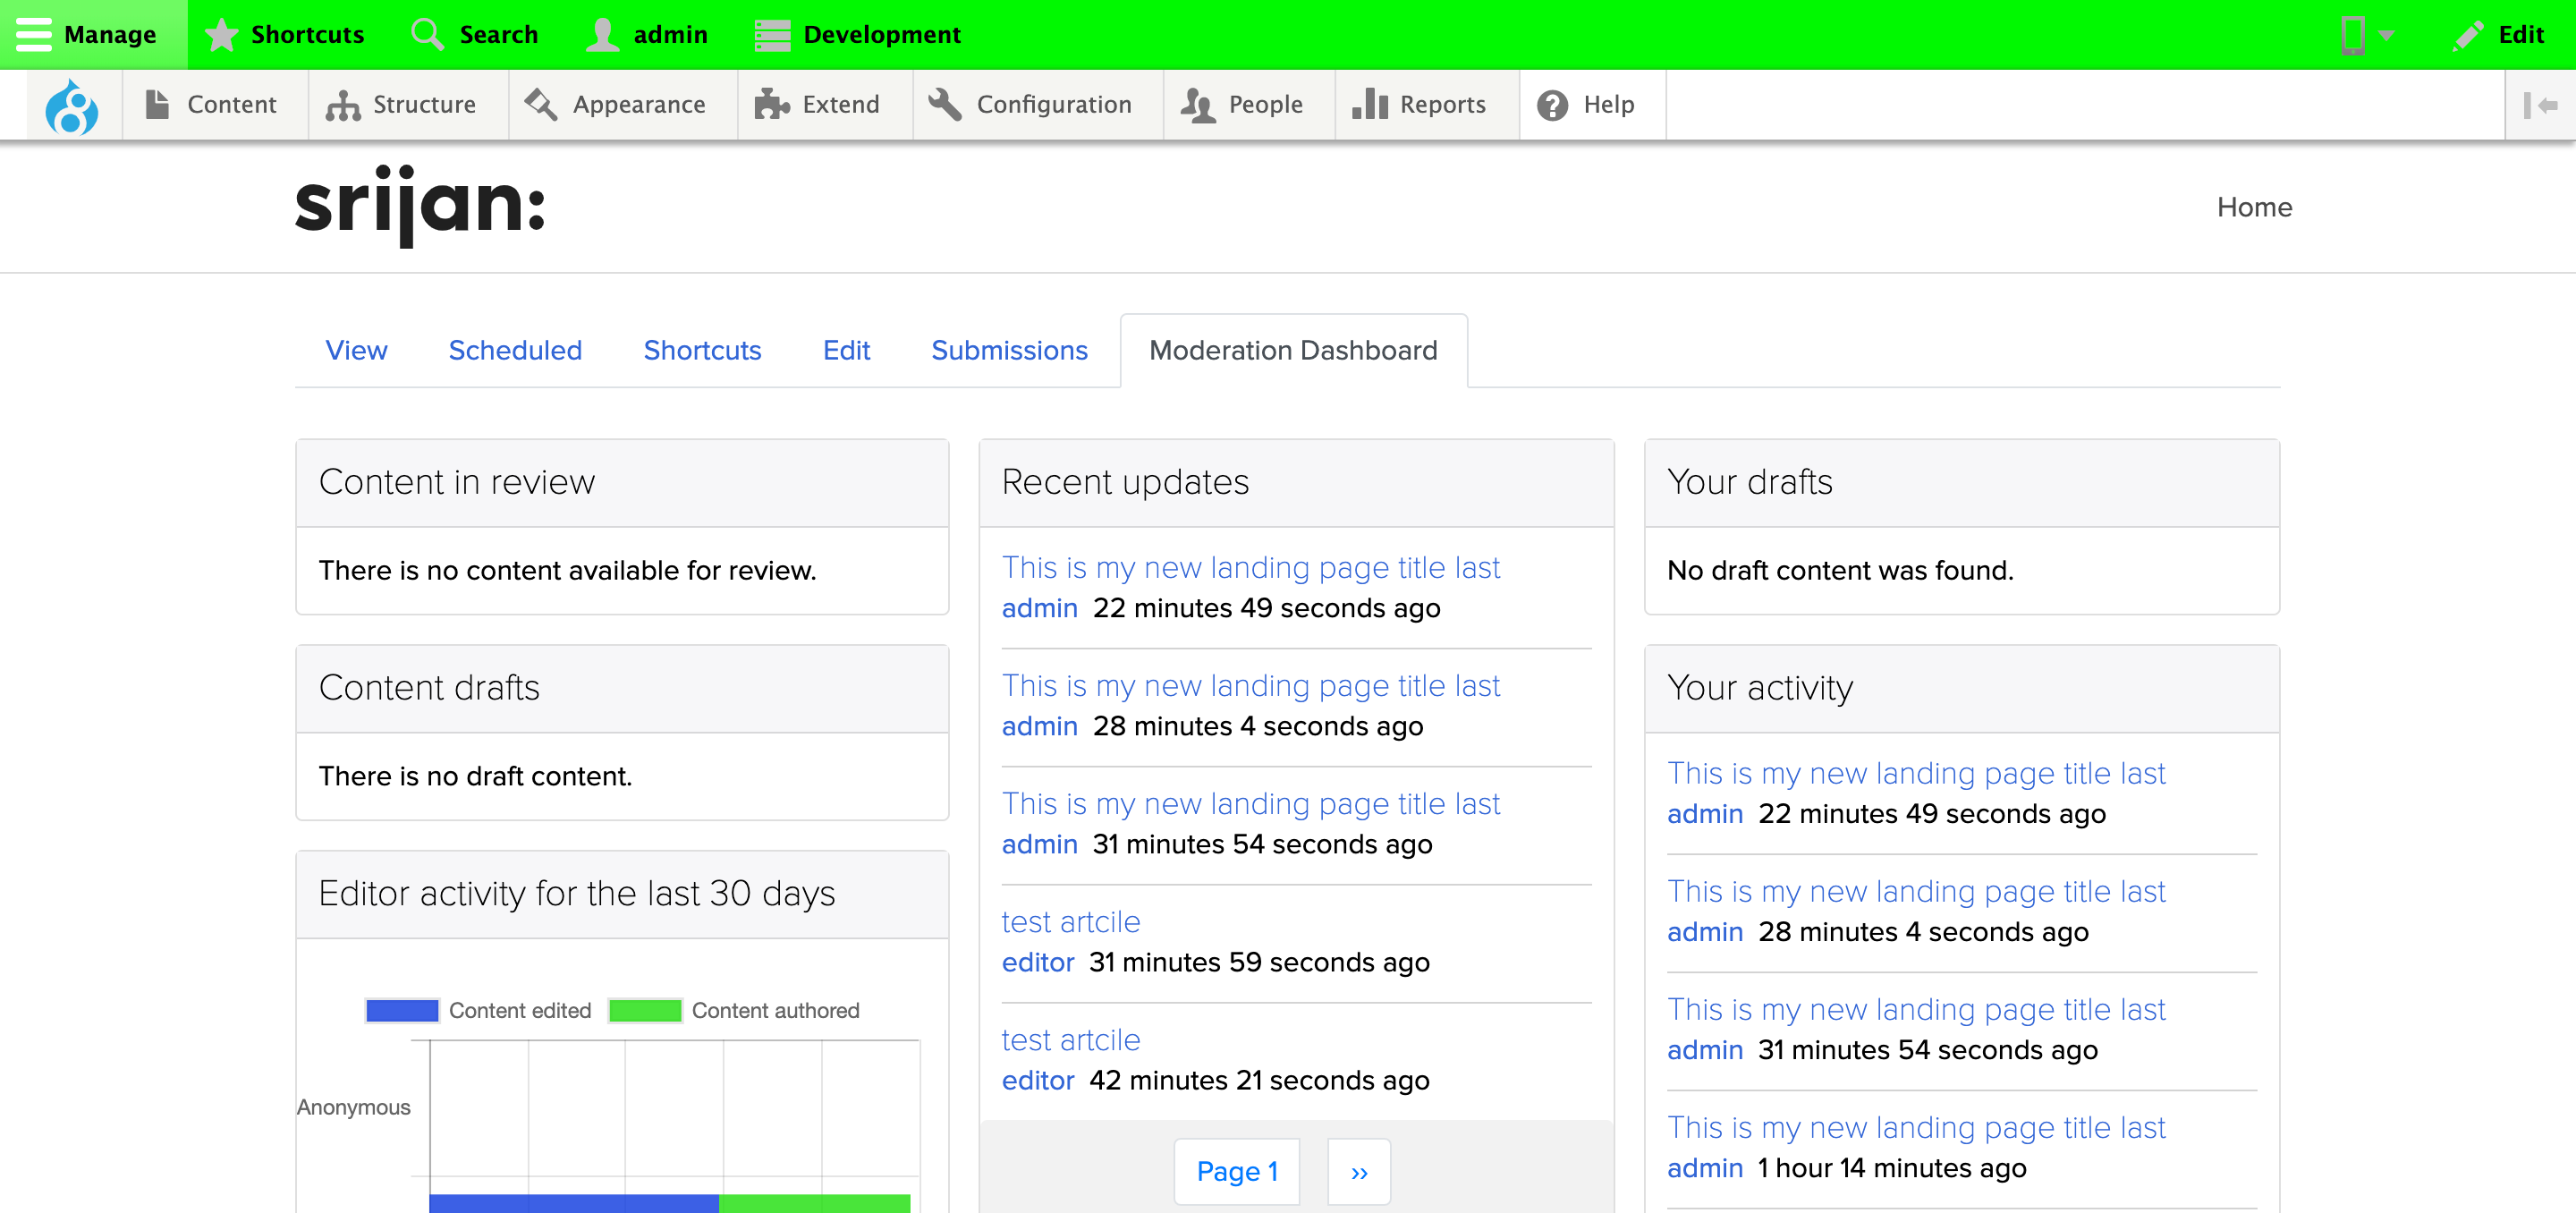 Manage Shortcuts Search admin Development Edit
Content Structure Appearance Extend Configuration People Reports Help
srijan:
Home
View Scheduled Shortcuts Edit Submissions Moderation Dashboard
Content in review
There is no content available for review.
Content drafts
There is no draft content.
Editor activity for the last 30 days
Content edited Content authored
Anonymous
Recent updates
This is my new landing page title last
admin 22 minutes 49 seconds ago
This is my new landing page title last
admin 28 minutes 4 seconds ago
This is my new landing page title last
admin 31 minutes 54 seconds ago
test artcile
editor 31 minutes 59 seconds ago
test artcile
editor 42 minutes 21 seconds ago
Page 1 ››
Your drafts
No draft content was found.
Your activity
This is my new landing page title last
admin 22 minutes 49 seconds ago
This is my new landing page title last
admin 28 minutes 4 seconds ago
This is my new landing page title last
admin 31 minutes 54 seconds ago
This is my new landing page title last
admin 1 hour 14 minutes ago